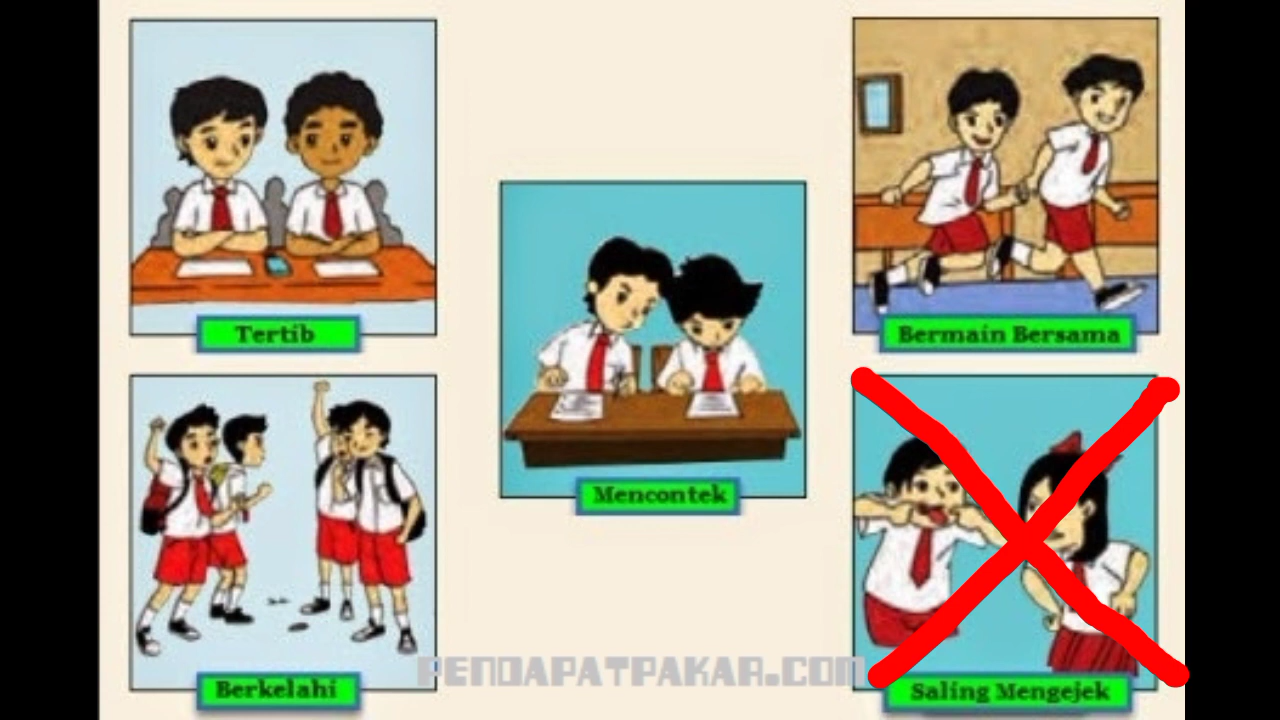 Tertib
Bermain Bersama
Mencontek
Berkelahi
Saling Mengejek
PENDAPATPAKAR.COM